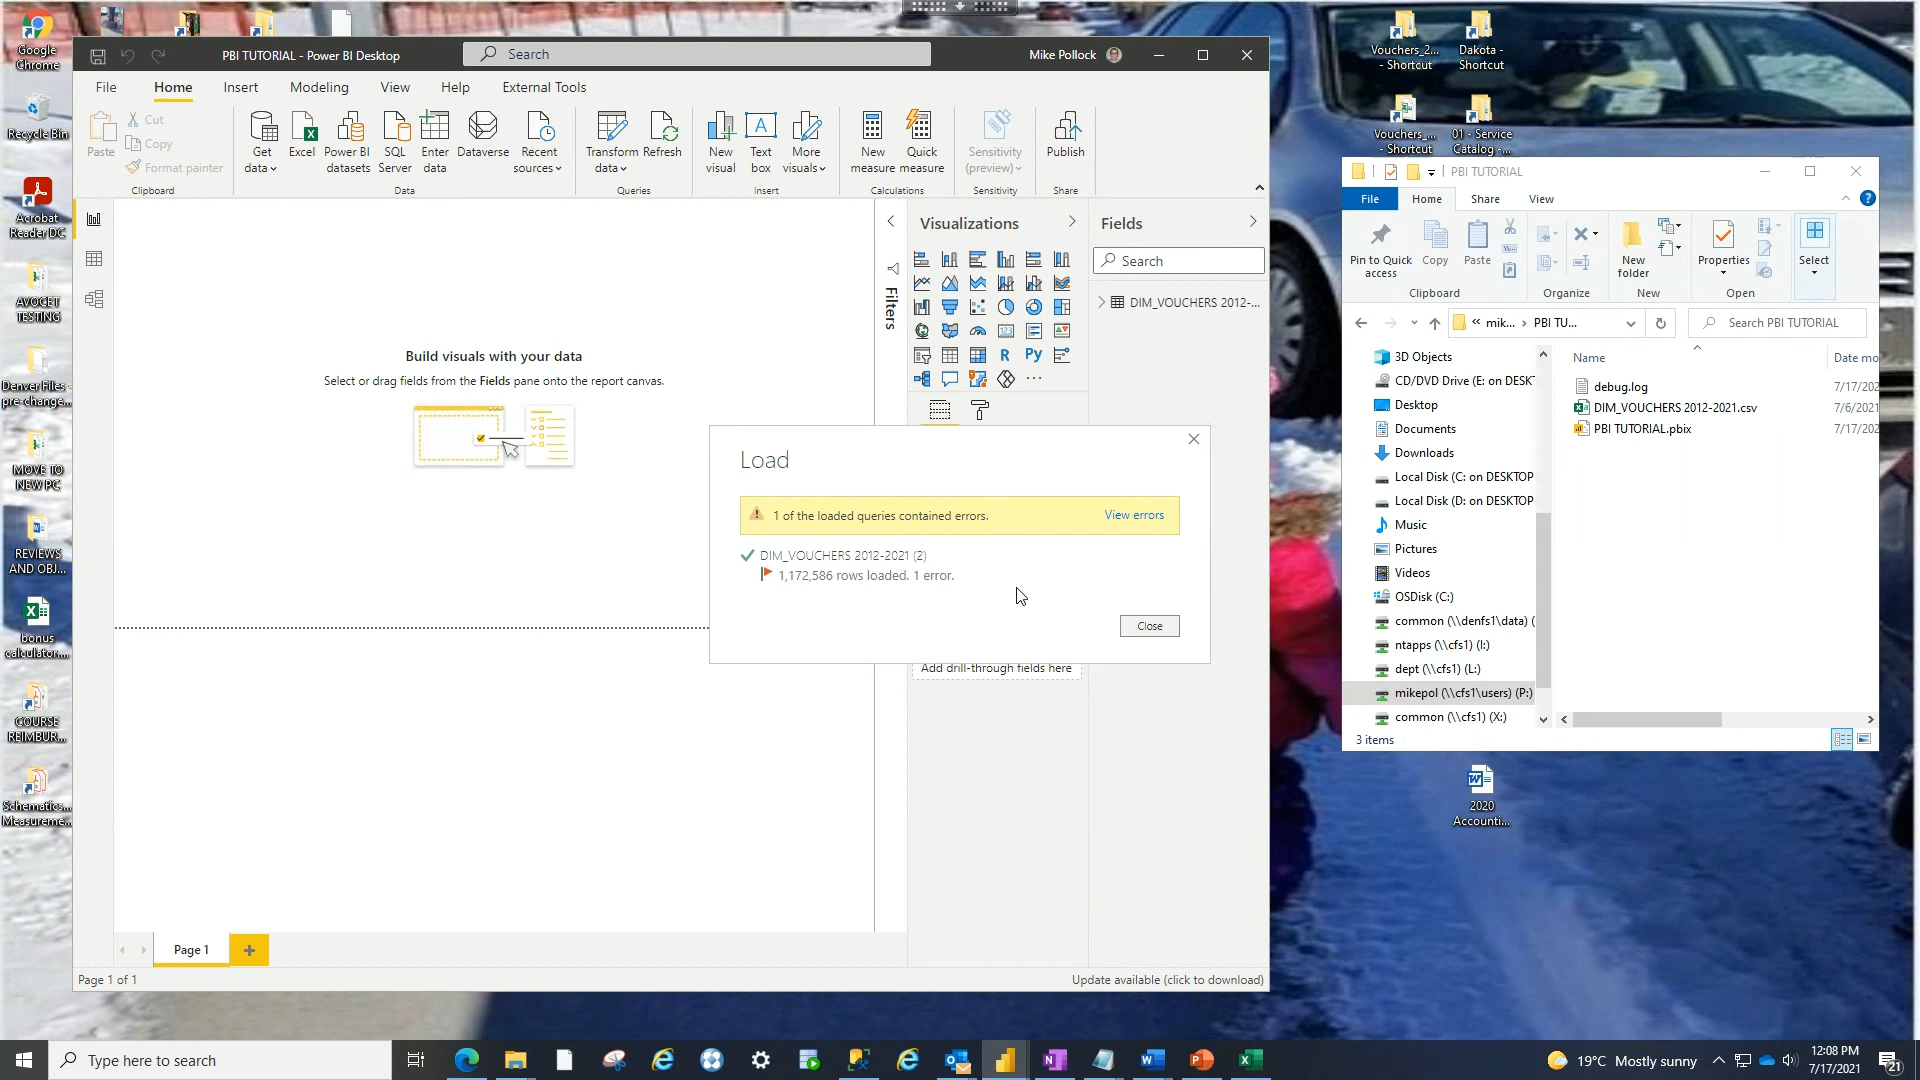 Google
Chrome
Recycle Bin
Acrobat
Reader DC
AVOCET
TESTING
Denver Files -
pre-change...
MOVE TO
NEW PC
REVIEWS
AND OBJ...
bonus
calculator....
COURSE
REIMBUR...
Schematics...
Measureme...
PBI TUTORIAL - Power BI Desktop
Search
Mike Pollock
File
Home
Insert
Modeling
View
Help
External Tools
Paste
Cut
Copy
Format painter
Clipboard
Get
data
Excel
Power BI
datasets
SQL
Server
Enter
data
Dataverse
Recent
sources
Data
Transform
data
Refresh
Queries
New
visual
Text
box
More
visuals
Insert
New
measure
Quick
measure
Calculations
Sensitivity
(preview)
Sensitivity
Publish
Share
Build visuals with your data
Select or drag fields from the Fields pane onto the report canvas.
Filters
Visualizations
R
Py
Add drill-through fields here
Fields
Search
DIM_VOUCHERS 2012-...
Load
1 of the loaded queries contained errors.
View errors
DIM_VOUCHERS 2012-2021 (2)
1,172,586 rows loaded. 1 error.
Close
Page 1
Page 1 of 1
Update available (click to download)
Vouchers_2...
- Shortcut
Dakota -
Shortcut
Vouchers_...
- Shortcut
01 - Service
Catalog -...
PBI TUTORIAL
File
Home
Share
View
Pin to Quick
access
Copy
Paste
Clipboard
Organize
New
folder
New
Properties
Open
Select
« mik... › PBI TU...
Search PBI TUTORIAL
3D Objects
CD/DVD Drive (E: on DESKT
Desktop
Documents
Downloads
Local Disk (C: on DESKTOP
Local Disk (D: on DESKTOP
Music
Pictures
Videos
OSDisk (C:)
common (\\denfs1\data) (
ntapps (\\cfs1) (I:)
dept (\\cfs1) (L:)
mikepol (\\cfs1\users) (P:)
common (\\cfs1) (X:)
Name
Date mo
debug.log
7/17/202
DIM_VOUCHERS 2012-2021.csv
7/6/2021
PBI TUTORIAL.pbix
7/17/202
3 items
2020
Accounti...
Type here to search
19°C Mostly sunny
12:08 PM
7/17/2021
21